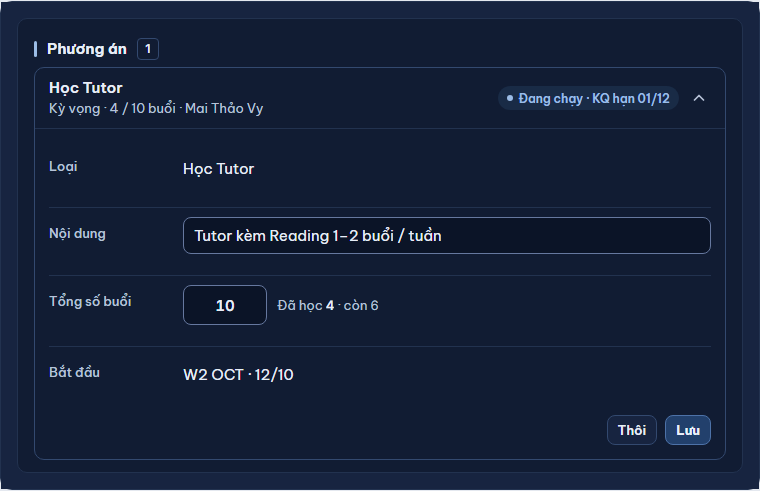 Phương án 1
Học Tutor
Kỳ vọng · 4 / 10 buổi · Mai Thảo Vy
Đang chạy · KQ hạn 01/12
Loại
Học Tutor
Nội dung
Tutor kèm Reading 1–2 buổi / tuần
Tổng số buổi
10
Đã học 4 · còn 6
Bắt đầu
W2 OCT · 12/10
Thôi
Lưu